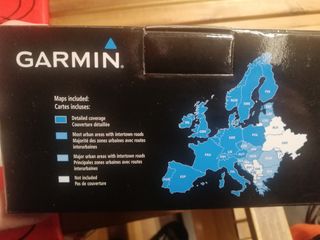 GARMIN
Maps included:
Cartes incluses:
Detailed coverage
Couverture détaillée
Most urban areas with intertown roads
Majorité des zones urbaines avec routes
interurbaines
Major urban areas with intertown roads
Principales zones urbaines avec routes
interurbaines
Not included
Pas de couverture